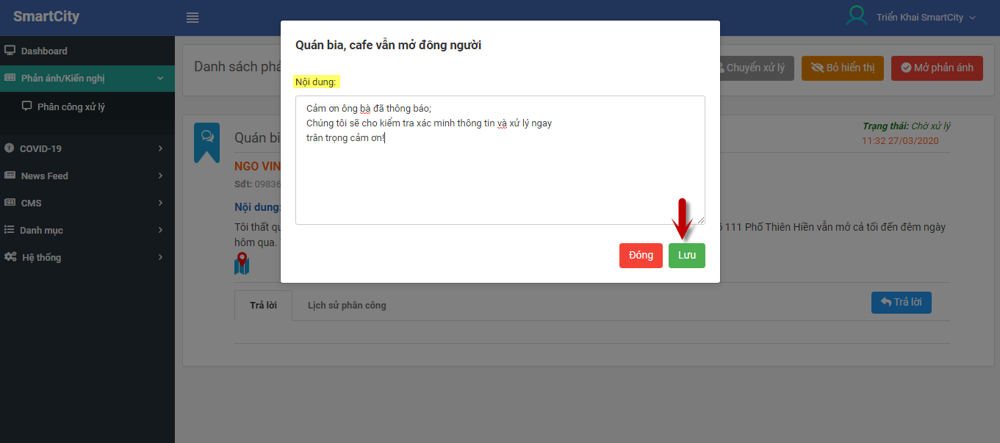 SmartCity
Triển Khai SmartCity
Dashboard
Phản ánh/Kiến nghị
Phân công xử lý
COVID-19
News Feed
CMS
Danh mục
Hệ thống
Danh sách phả
Chuyển xử lý
Bỏ hiển thị
Mở phản ánh
Quán bia, cafe vẫn mở đông người
Nội dung:
Cảm ơn ông bà đã thông báo;
Chúng tôi sẽ cho kiểm tra xác minh thông tin và xử lý ngay
trân trọng cảm ơn!
Đóng
Lưu
Quán bi
Trạng thái: Chờ xử lý
11:32 27/03/2020
NGO VIN
Sđt: 09836
Nội dung:
Tôi thất qu
111 Phố Thiên Hiền vẫn mở cả tối đến đêm ngày
hôm qua.
Trả lời
Lịch sử phân công
Trả lời